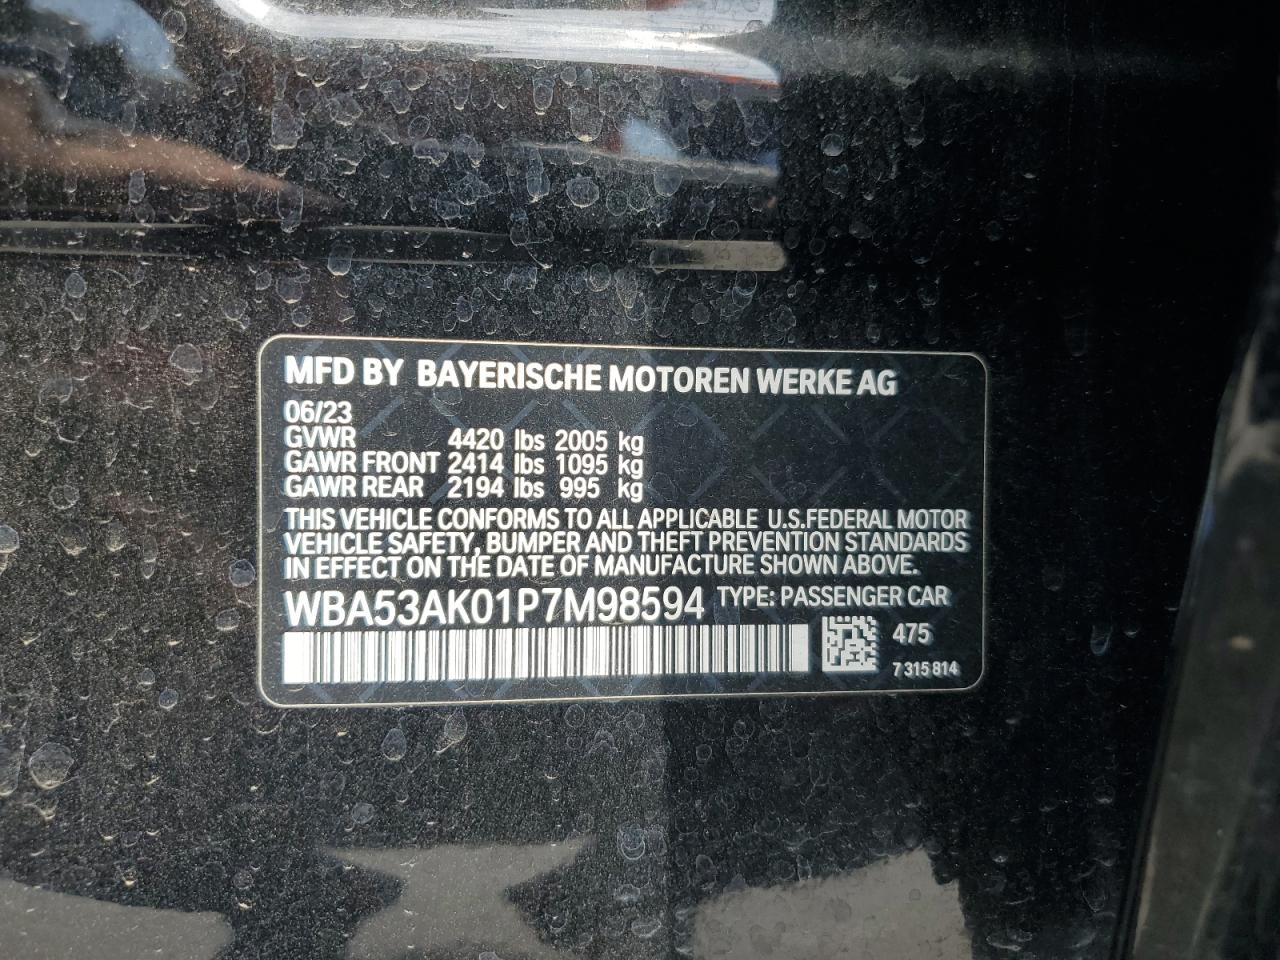 MFD BY BAYERISCHE MOTOREN WERKE AG
06/23
GVWR 4420 lbs 2005 kg
GAWR FRONT 2414 lbs 1095 kg
GAWR REAR 2194 lbs 995 kg
THIS VEHICLE CONFORMS TO ALL APPLICABLE U.S.FEDERAL MOTOR
VEHICLE SAFETY, BUMPER AND THEFT PREVENTION STANDARDS
IN EFFECT ON THE DATE OF MANUFACTURE SHOWN ABOVE.
WBA53AK01P7M98594 TYPE: PASSENGER CAR
475
7 315 814